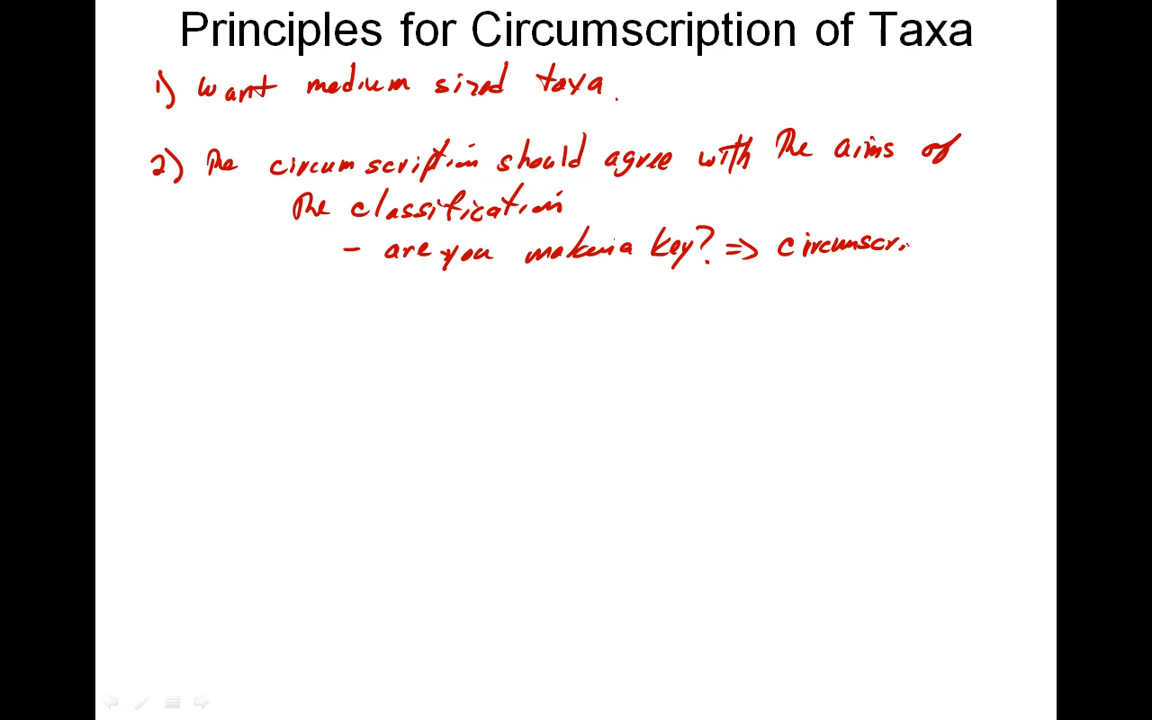 Principles for Circumscription of Taxa
1) want medium sized taxa.
2) The circumscription should agree with the aims of
the classification
- are you making a key? => circumscri